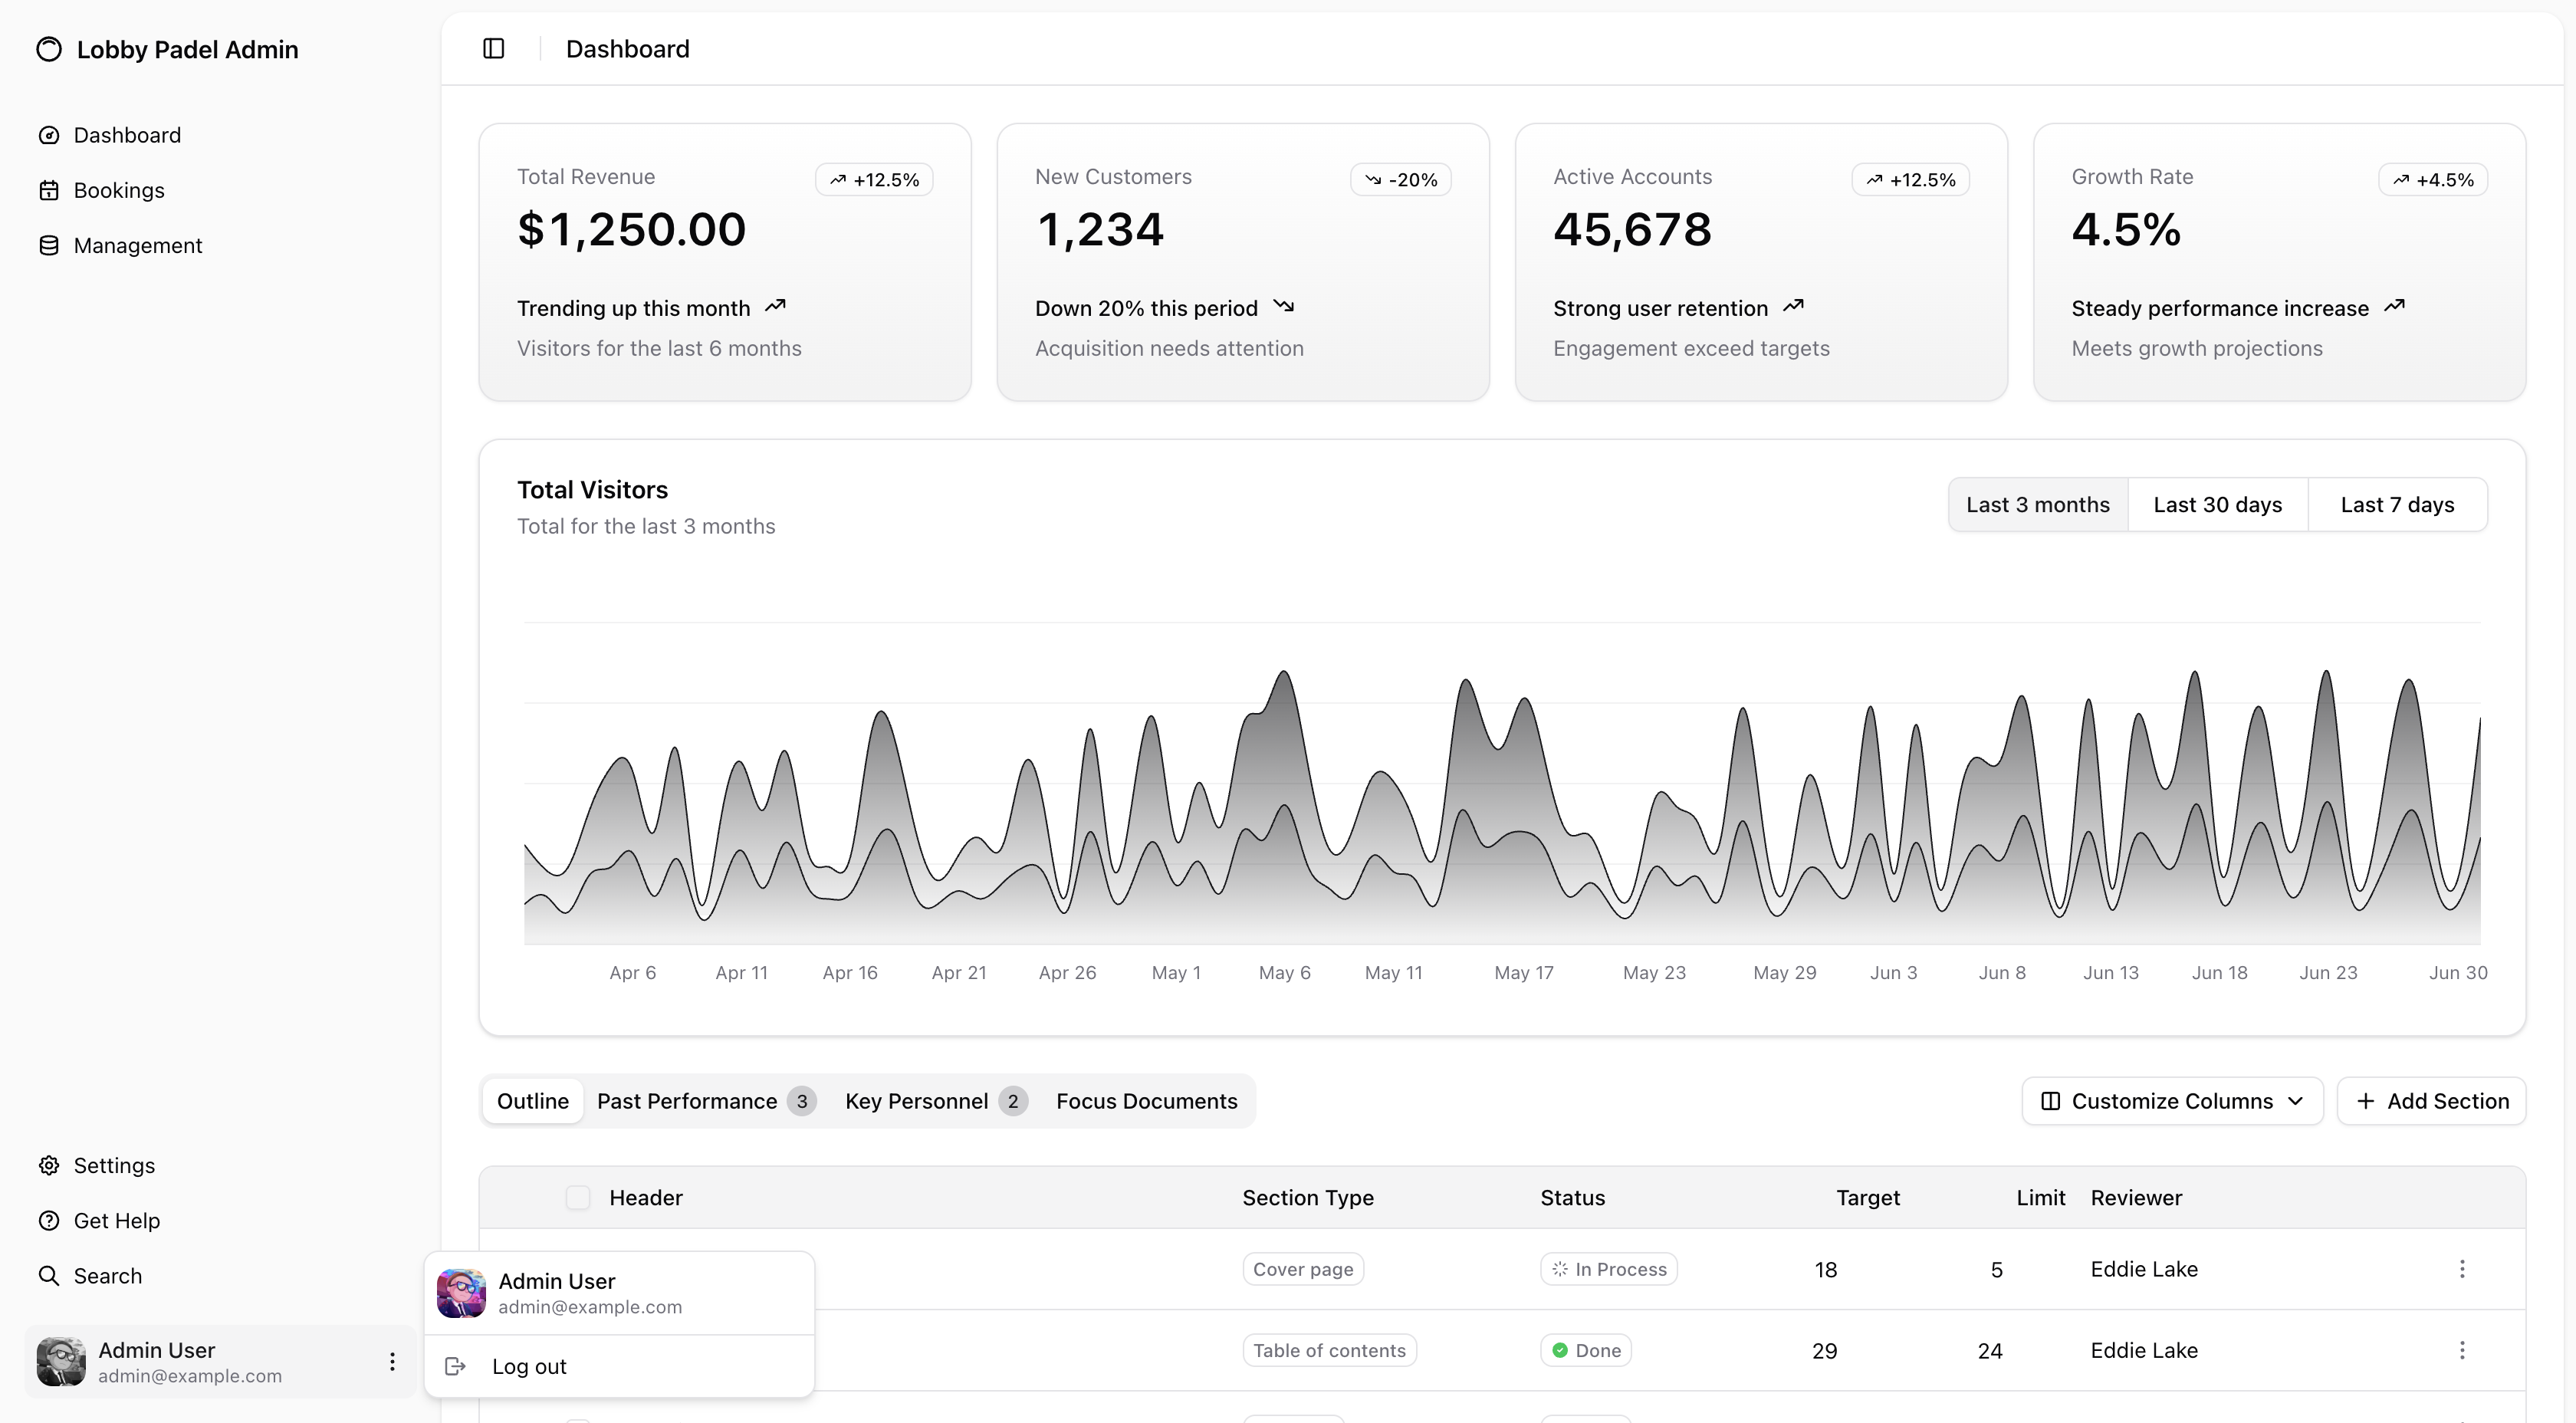 Lobby Padel Admin
Dashboard
Bookings
Management
Settings
Get Help
Search
Admin User
admin@example.com
Dashboard
Total Revenue
+12.5%
$1,250.00
Trending up this month
Visitors for the last 6 months
New Customers
-20%
1,234
Down 20% this period
Acquisition needs attention
Active Accounts
+12.5%
45,678
Strong user retention
Engagement exceed targets
Growth Rate
+4.5%
4.5%
Steady performance increase
Meets growth projections
Total Visitors
Total for the last 3 months
Last 3 months Last 30 days Last 7 days
Apr 6 Apr 11 Apr 16 Apr 21 Apr 26 May 1 May 6 May 11 May 17 May 23 May 29 Jun 3 Jun 8 Jun 13 Jun 18 Jun 23 Jun 30
Outline Past Performance 3 Key Personnel 2 Focus Documents
Customize Columns Add Section
Header Section Type Status Target Limit Reviewer
Cover page In Process 18 5 Eddie Lake
Table of contents Done 29 24 Eddie Lake
Admin User
admin@example.com
Log out